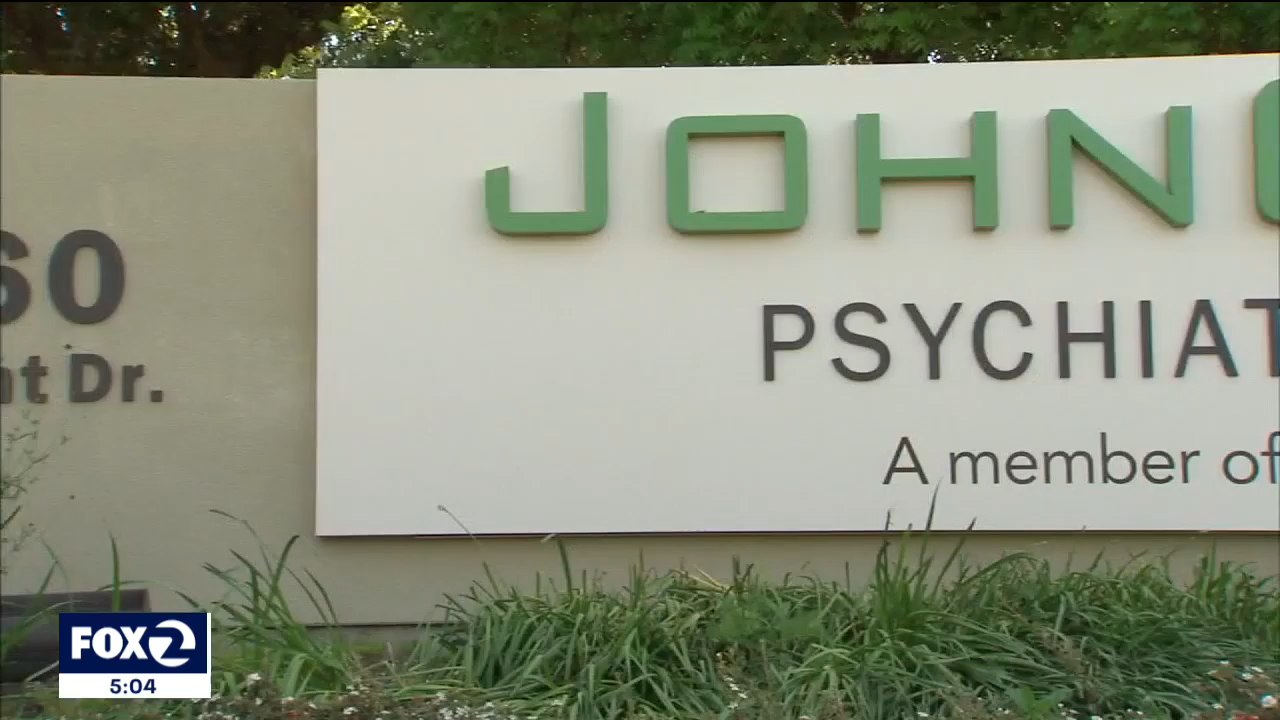 60
nt Dr.
JOHN
PSYCHIAT
A member of
FOX 2
5:04